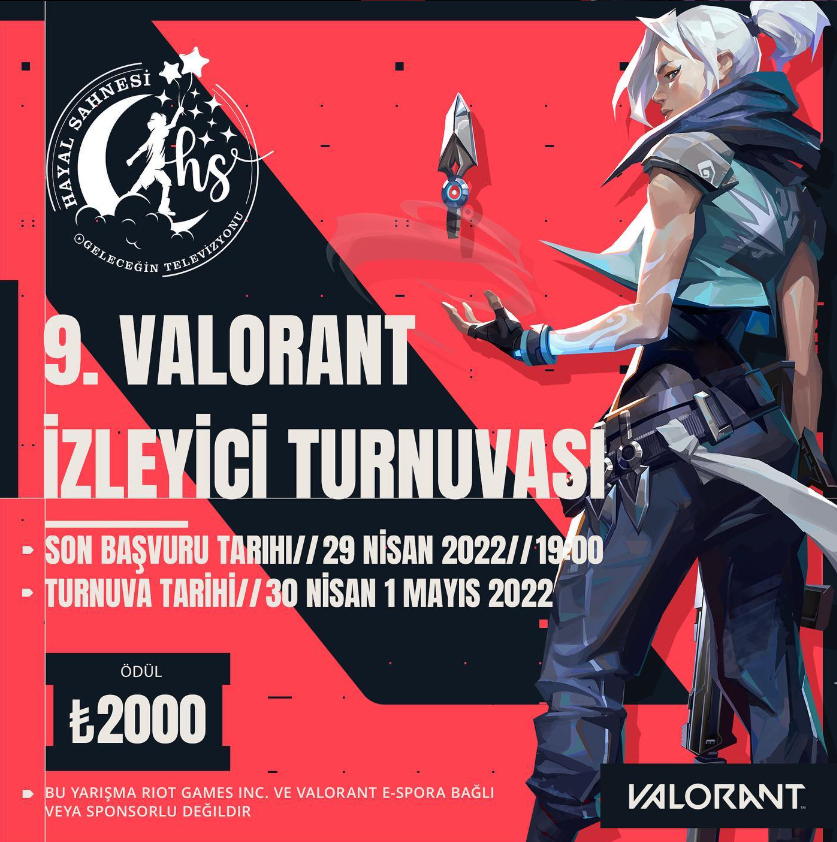 HAYAL SAHNESİ
hs
GELECEĞİN TELEVİZYONU
9. VALORANT
İZLEYİCİ TURNUVASI
SON BAŞVURU TARIHI//29 NİSAN 2022//19:00
TURNUVA TARİHİ//30 NİSAN 1 MAYIS 2022
ÖDÜL
₺2000
BU YARIŞMA RIOT GAMES INC. VE VALORANT E-SPORA BAĞLI
VEYA SPONSORLU DEĞILDIR
VALORANT